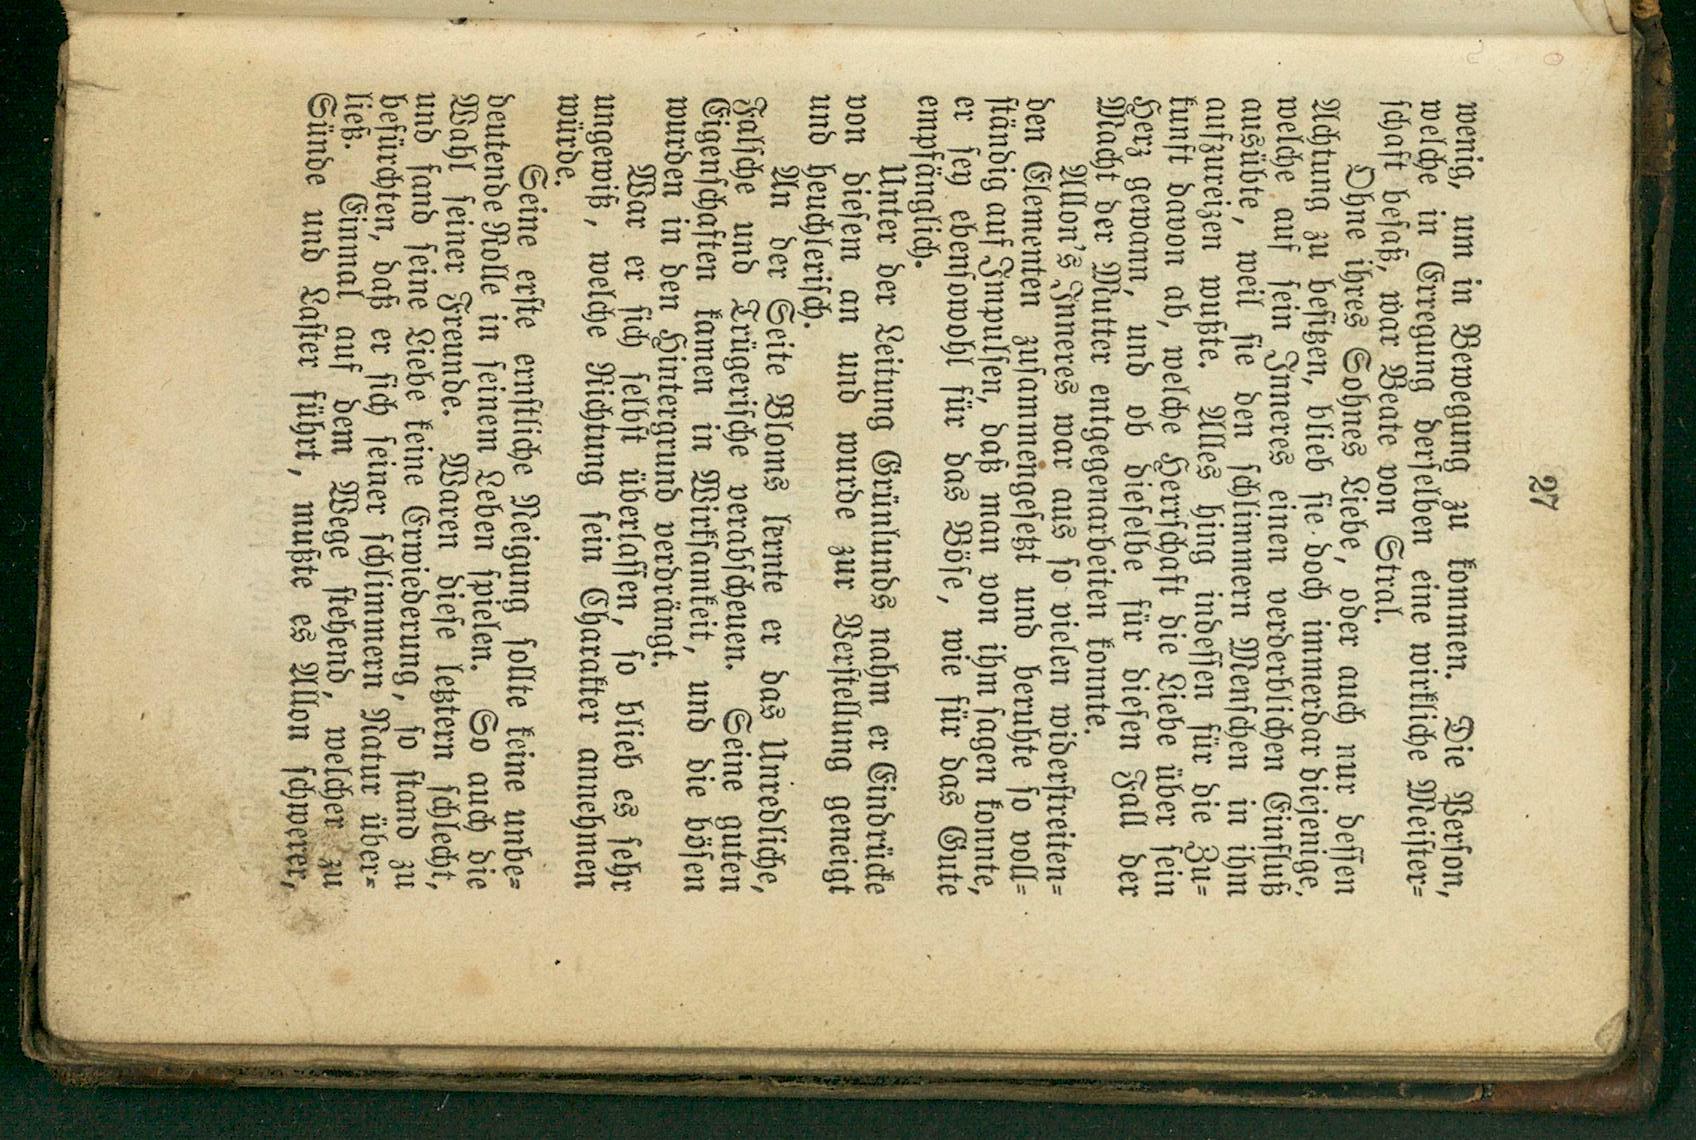 27
wenig, um in Bewegung zu kommen. Die Perſon,
welche in Erregung derſelben eine wirkliche Meiſter-
ſchaft beſaß, war Beate von Stral.
Ohne ihres Sohnes Liebe, oder auch nur deſſen
Achtung zu beſitzen, blieb ſie doch immerdar diejenige,
welche auf ſein Inneres einen verderblichen Einfluß
ausübte, weil ſie den ſchlimmern Menſchen in ihm
aufzureizen wußte. Alles hing indeſſen für die Zu-
kunft davon ab, welche Herrſchaft die Liebe über ſein
Herz gewann, und ob dieſelbe für dieſen Fall der
Macht der Mutter entgegenarbeiten konnte.
Allon's Inneres war aus ſo vielen widerſtreiten-
den Elementen zuſammengeſetzt und beruhte ſo voll-
ſtändig auf Impulſen, daß man von ihm ſagen konnte,
er ſey ebenſowohl für das Böſe, wie für das Gute
empfänglich.
Unter der Leitung Grünlunds nahm er Eindrücke
von dieſem an und wurde zur Verſtellung geneigt
und heuchleriſch.
An der Seite Bloms lernte er das Unredliche,
Falſche und Trügeriſche verabſcheuen. Seine guten
Eigenſchaften kamen in Wirkſamkeit, und die böſen
wurden in den Hintergrund verdrängt.
War er ſich ſelbſt überlaſſen, ſo blieb es ſehr
ungewiß, welche Richtung ſein Charakter annehmen
würde.
Seine erſte ernſtliche Neigung ſollte keine unbe-
deutende Rolle in ſeinem Leben ſpielen. So auch die
Wahl ſeiner Freunde. Waren dieſe letztern ſchlecht,
und fand ſeine Liebe keine Erwiederung, ſo ſtand zu
befürchten, daß er ſich ſeiner ſchlimmern Natur über-
ließ. Einmal auf dem Wege ſtehend, welcher zu
Sünde und Laſter führt, mußte es Allon ſchwerer,